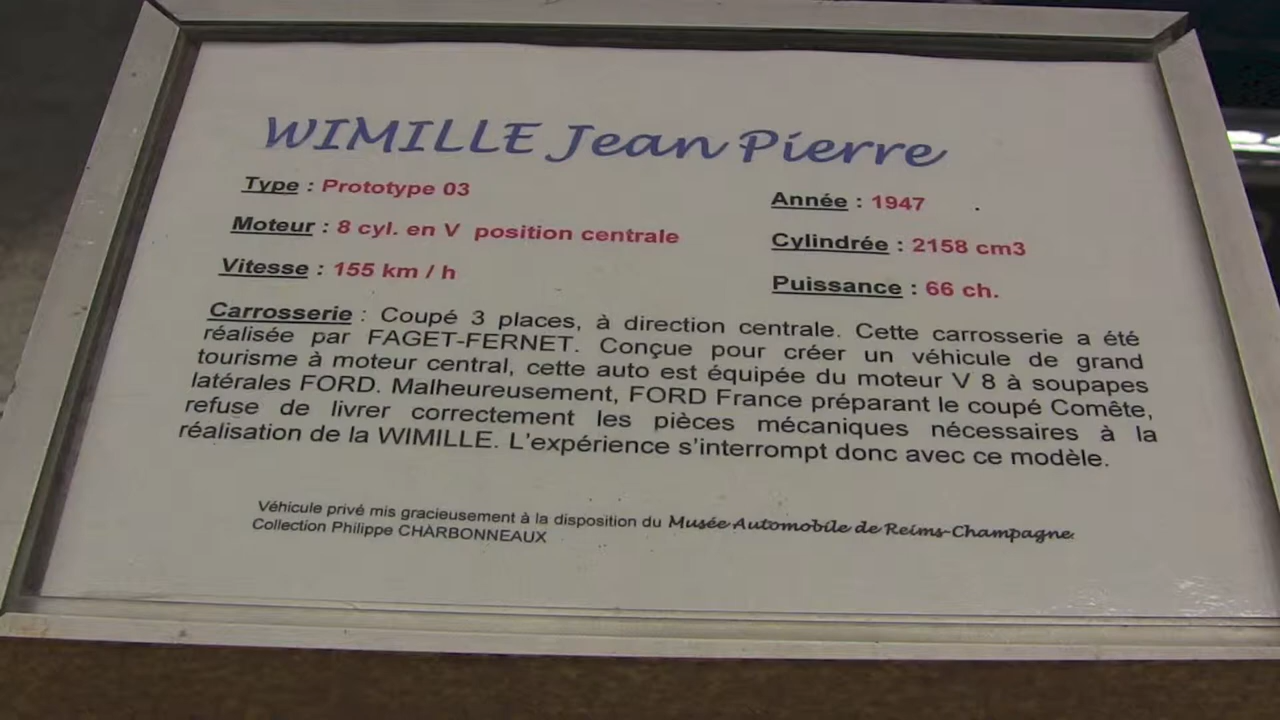 WIMILLE Jean Pierre
Type : Prototype 03
Année : 1947
Moteur : 8 cyl. en V position centrale
Cylindrée : 2158 cm3
Vitesse : 155 km / h
Puissance : 66 ch.
Carrosserie : Coupé 3 places, à direction centrale. Cette carrosserie a été
réalisée par FAGET-FERNET. Conçue pour créer un véhicule de grand
tourisme à moteur central, cette auto est équipée du moteur V 8 à soupapes
latérales FORD. Malheureusement, FORD France préparant le coupé Comête,
refuse de livrer correctement les pièces mécaniques nécessaires à la
réalisation de la WIMILLE. L'expérience s'interrompt donc avec ce modèle.
Véhicule privé mis gracieusement à la disposition du Musée Automobile de Reims-Champagne.
Collection Philippe CHARBONNEAUX